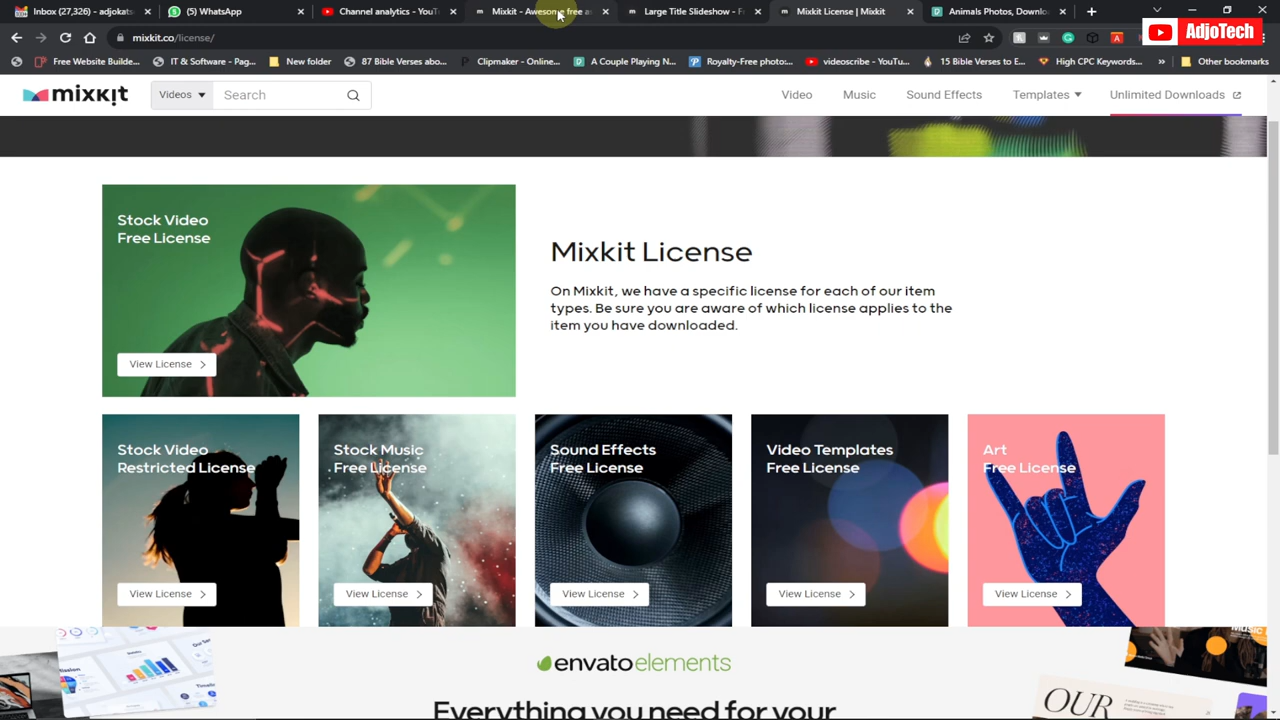 Inbox (27,326) - adjokats
(5) WhatsApp
Channel analytics - YouT
Mixkit - Awesome free as
Large Title Slideshow - F
Mixkit License | Mixkit
Anime Photos, Downlo
AdjoTech
mixkit.co/license/
Free Website Builde...
IT & Software - Pag...
New folder
87 Bible Verses abo...
Clipmaker - Online...
A Couple Playing N...
Royalty-Free photo:...
videoscribe - YouTu...
15 Bible Verses to E...
High CPC Keywords...
Other bookmarks
mixkit
Videos
Search
Video
Music
Sound Effects
Templates
Unlimited Downloads
Stock Video
Free License
View License
Mixkit License
On Mixkit, we have a specific license for each of our item
types. Be sure you are aware of which license applies to the
item you have downloaded.
Stock Video
Restricted License
View License
Stock Music
Free License
View License
Sound Effects
Free License
View License
Video Templates
Free License
View License
Art
Free License
View License
envatoelements
Everything you need for your
OUR